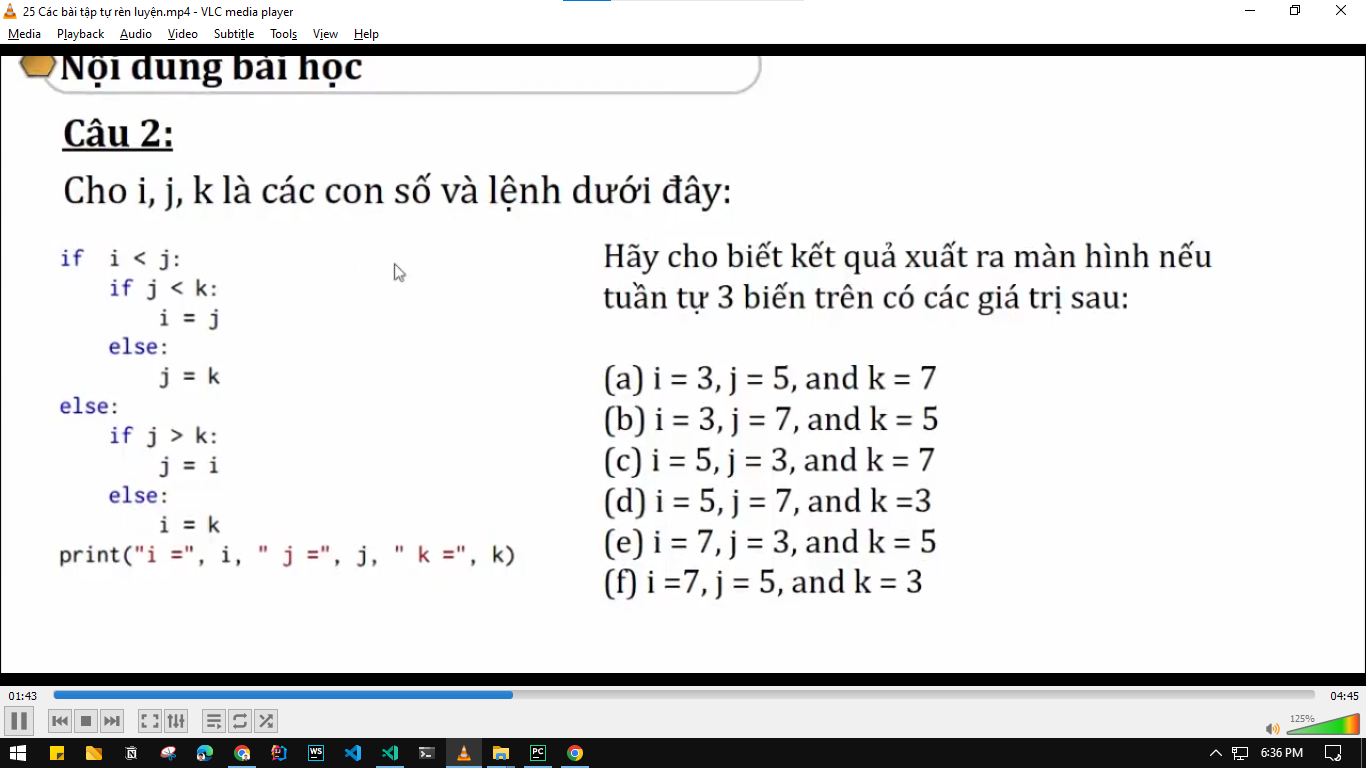 25 Các bài tập tự rèn luyện.mp4 - VLC media player
Media Playback Audio Video Subtitle Tools View Help
Nội dung bài học
Câu 2:
Cho i, j, k là các con số và lệnh dưới đây:
if  i < j:
    if j < k:
        i = j
    else:
        j = k
else:
    if j > k:
        j = i
    else:
        i = k
print("i =", i, " j =", j, " k =", k)
Hãy cho biết kết quả xuất ra màn hình nếu
tuần tự 3 biến trên có các giá trị sau:
(a) i = 3, j = 5, and k = 7
(b) i = 3, j = 7, and k = 5
(c) i = 5, j = 3, and k = 7
(d) i = 5, j = 7, and k =3
(e) i = 7, j = 3, and k = 5
(f) i =7, j = 5, and k = 3
01:43
04:45
125%
WS
PC
6:36 PM